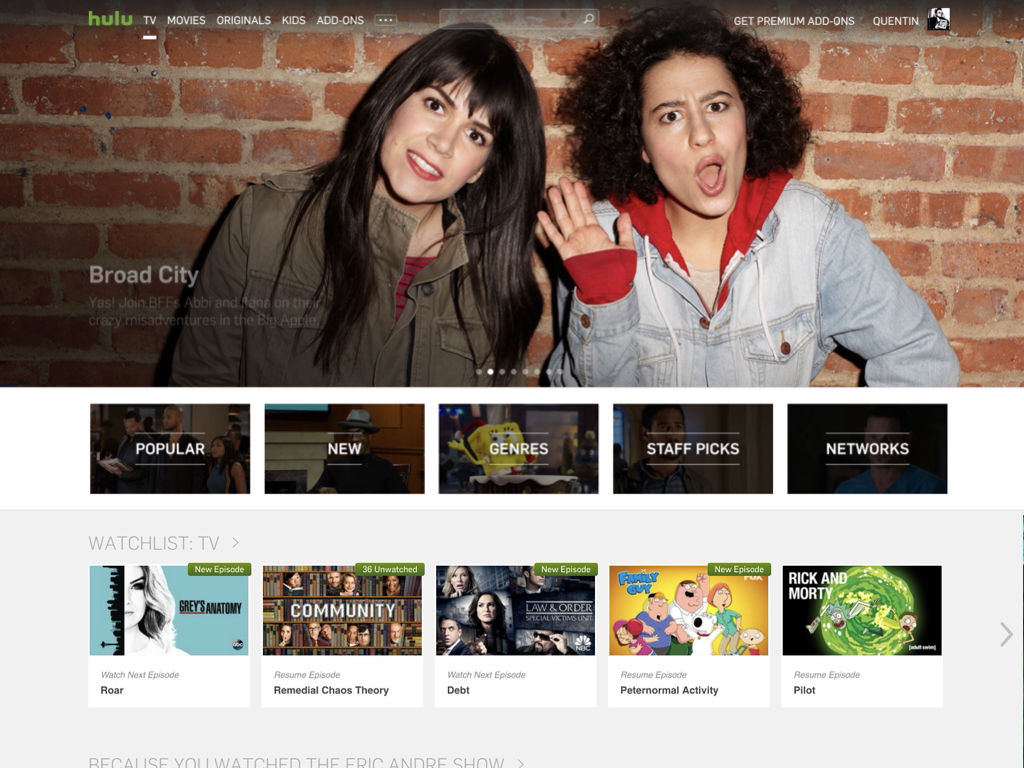 hulu TV MOVIES ORIGINALS KIDS ADD-ONS GET PREMIUM ADD-ONS QUENTIN
Broad City
Yas! Join BFFs Abbi and Ilana on their
crazy misadventures in the Big Apple.
POPULAR NEW GENRES STAFF PICKS NETWORKS
WATCHLIST: TV >
New Episode 36 Unwatched New Episode New Episode
GREY'S ANATOMY
abc
COMMUNITY
LAW & ORDER
SPECIAL VICTIMS UNIT
NBC
FAMILY
GUY
FOX
RICK AND
MORTY
[adult swim]
Watch Next Episode Resume Episode Watch Next Episode Resume Episode Resume Episode
Roar Remedial Chaos Theory Debt Peternormal Activity Pilot
BECAUSE YOU WATCHED THE ERIC ANDRE SHOW >